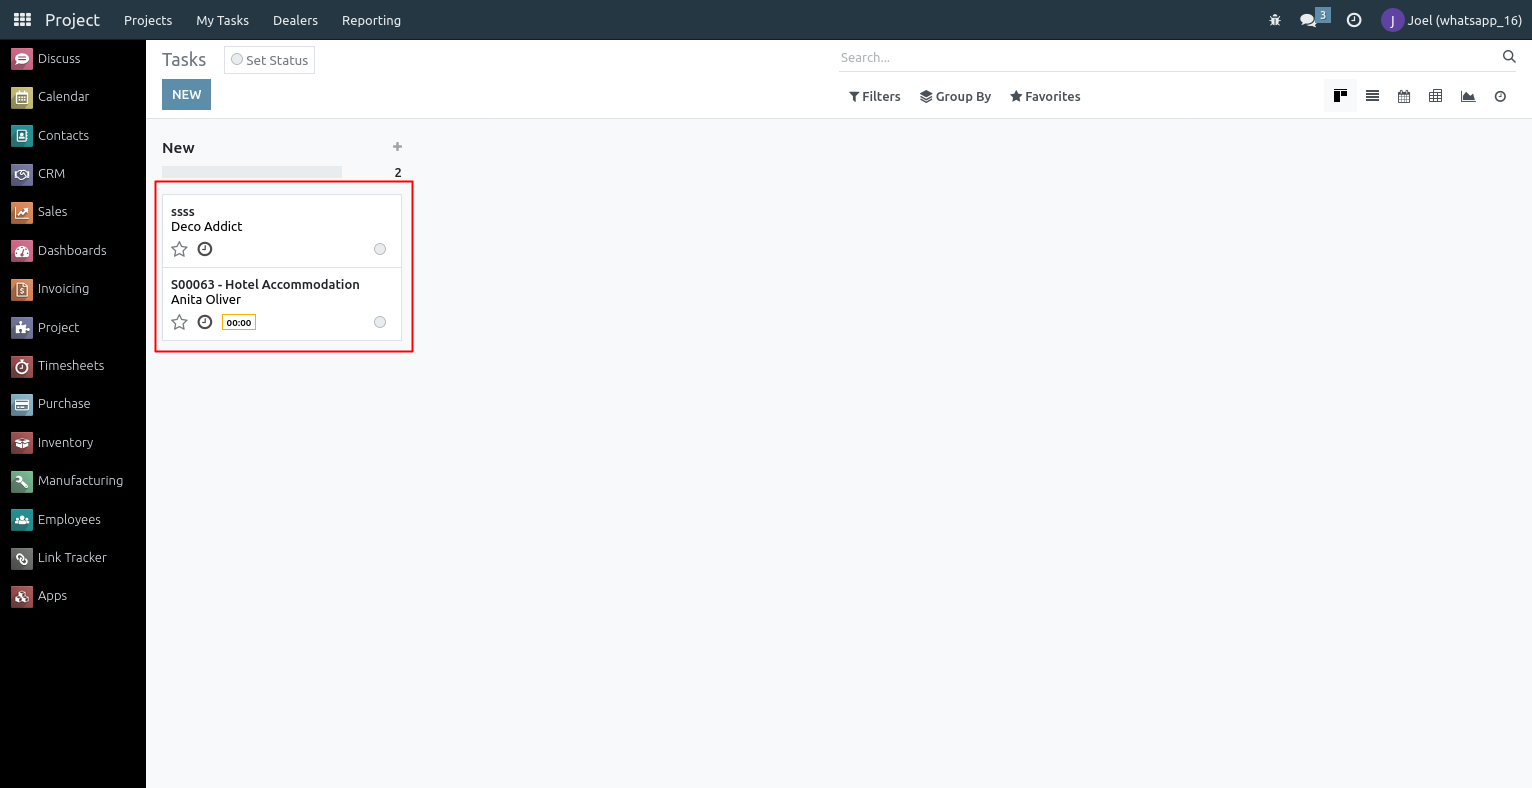 Project Projects My Tasks Dealers Reporting 3 J Joel (whatsapp_16)
Discuss
Calendar
Contacts
CRM
Sales
Dashboards
Invoicing
Project
Timesheets
Purchase
Inventory
Manufacturing
Employees
Link Tracker
Apps
Tasks Set Status
Search...
NEW
Filters Group By Favorites
New +
2
ssss
Deco Addict
S00063 - Hotel Accommodation
Anita Oliver
00:00